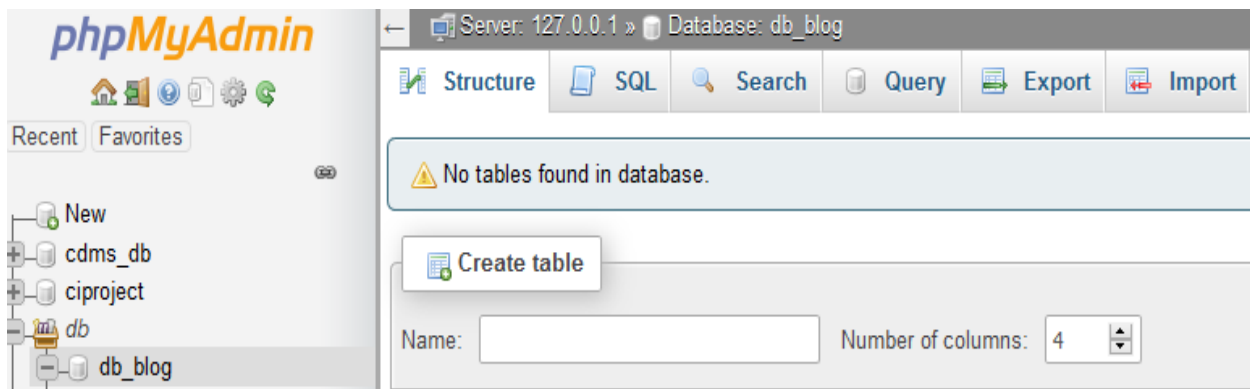 phpMyAdmin
Recent Favorites
New
cdms_db
ciproject
db
db_blog
← Server: 127.0.0.1 » Database: db_blog
Structure SQL Search Query Export Import
No tables found in database.
Create table
Name: Number of columns: 4